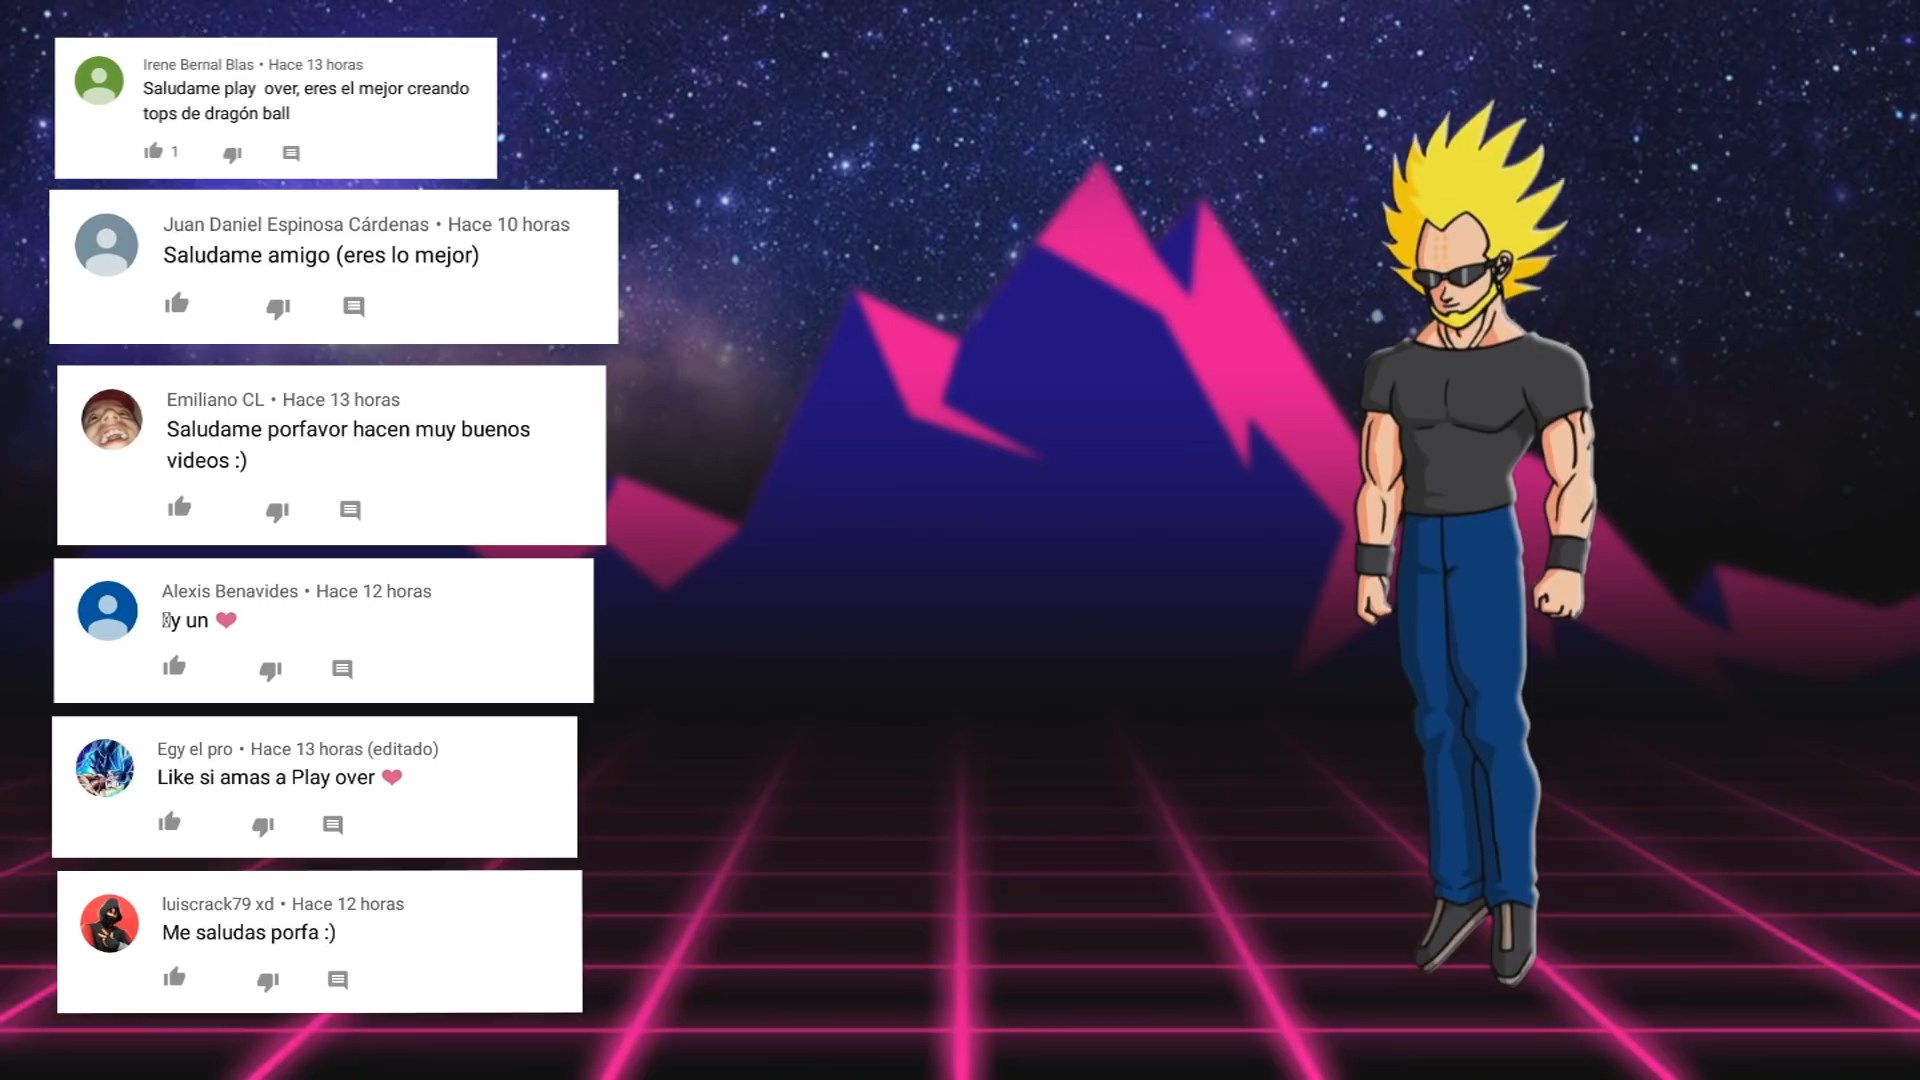 Irene Bernal Blas • Hace 13 horas
Saludame play  over, eres el mejor creando
tops de dragón ball
1
Juan Daniel Espinosa Cárdenas • Hace 10 horas
Saludame amigo (eres lo mejor)
Emiliano CL • Hace 13 horas
Saludame porfavor hacen muy buenos
videos :)
Alexis Benavides • Hace 12 horas
y un ❤
Egy el pro • Hace 13 horas (editado)
Like si amas a Play over ❤
luiscrack79 xd • Hace 12 horas
Me saludas porfa :)